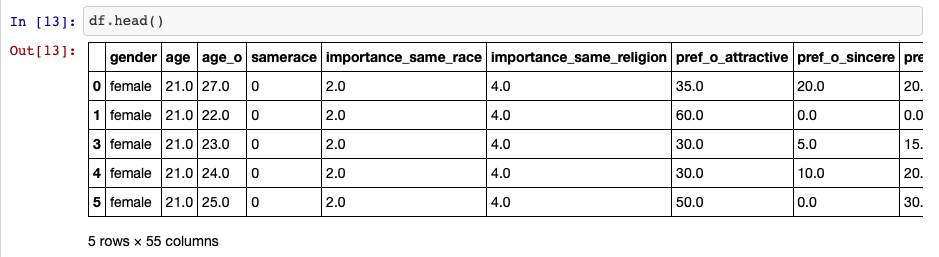 In [13]: df.head()
Out[13]:
gender age age_o samerace importance_same_race importance_same_religion pref_o_attractive pref_o_sincere pre
0 female 21.0 27.0 0 2.0 4.0 35.0 20.0 20.
1 female 21.0 22.0 0 2.0 4.0 60.0 0.0 0.0
3 female 21.0 23.0 0 2.0 4.0 30.0 5.0 15.
4 female 21.0 24.0 0 2.0 4.0 30.0 10.0 20.
5 female 21.0 25.0 0 2.0 4.0 50.0 0.0 30.
5 rows × 55 columns